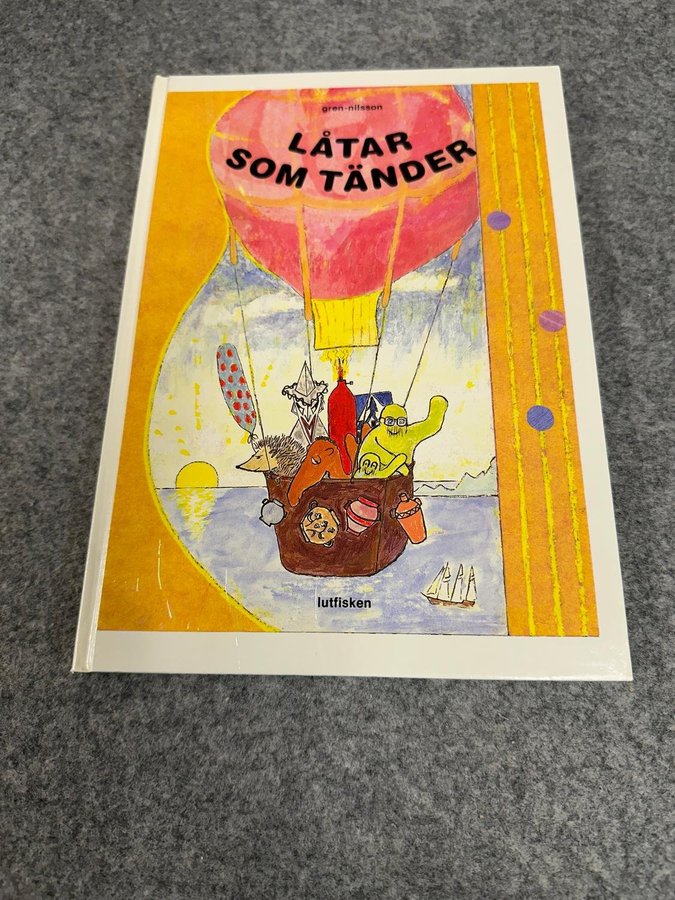 gren-nilsson
LÅTAR
SOM TÄNDER
lutfisken